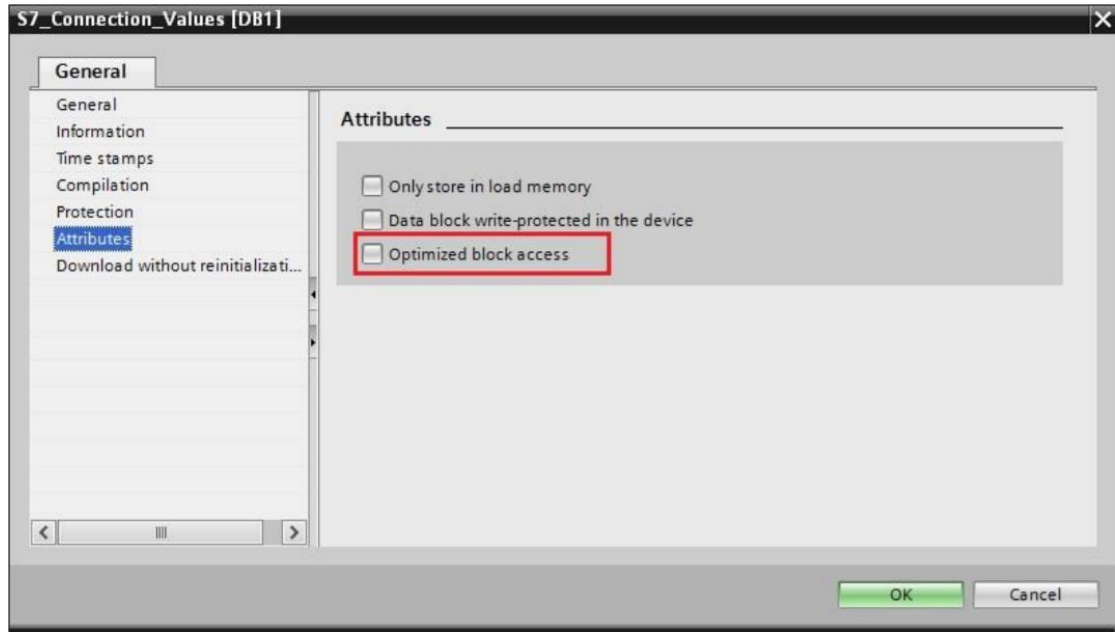 S7_Connection_Values [DB1]
General
General
Information
Time stamps
Compilation
Protection
Attributes
Download without reinitializati...
Attributes
Only store in load memory
Data block write-protected in the device
Optimized block access
OK
Cancel